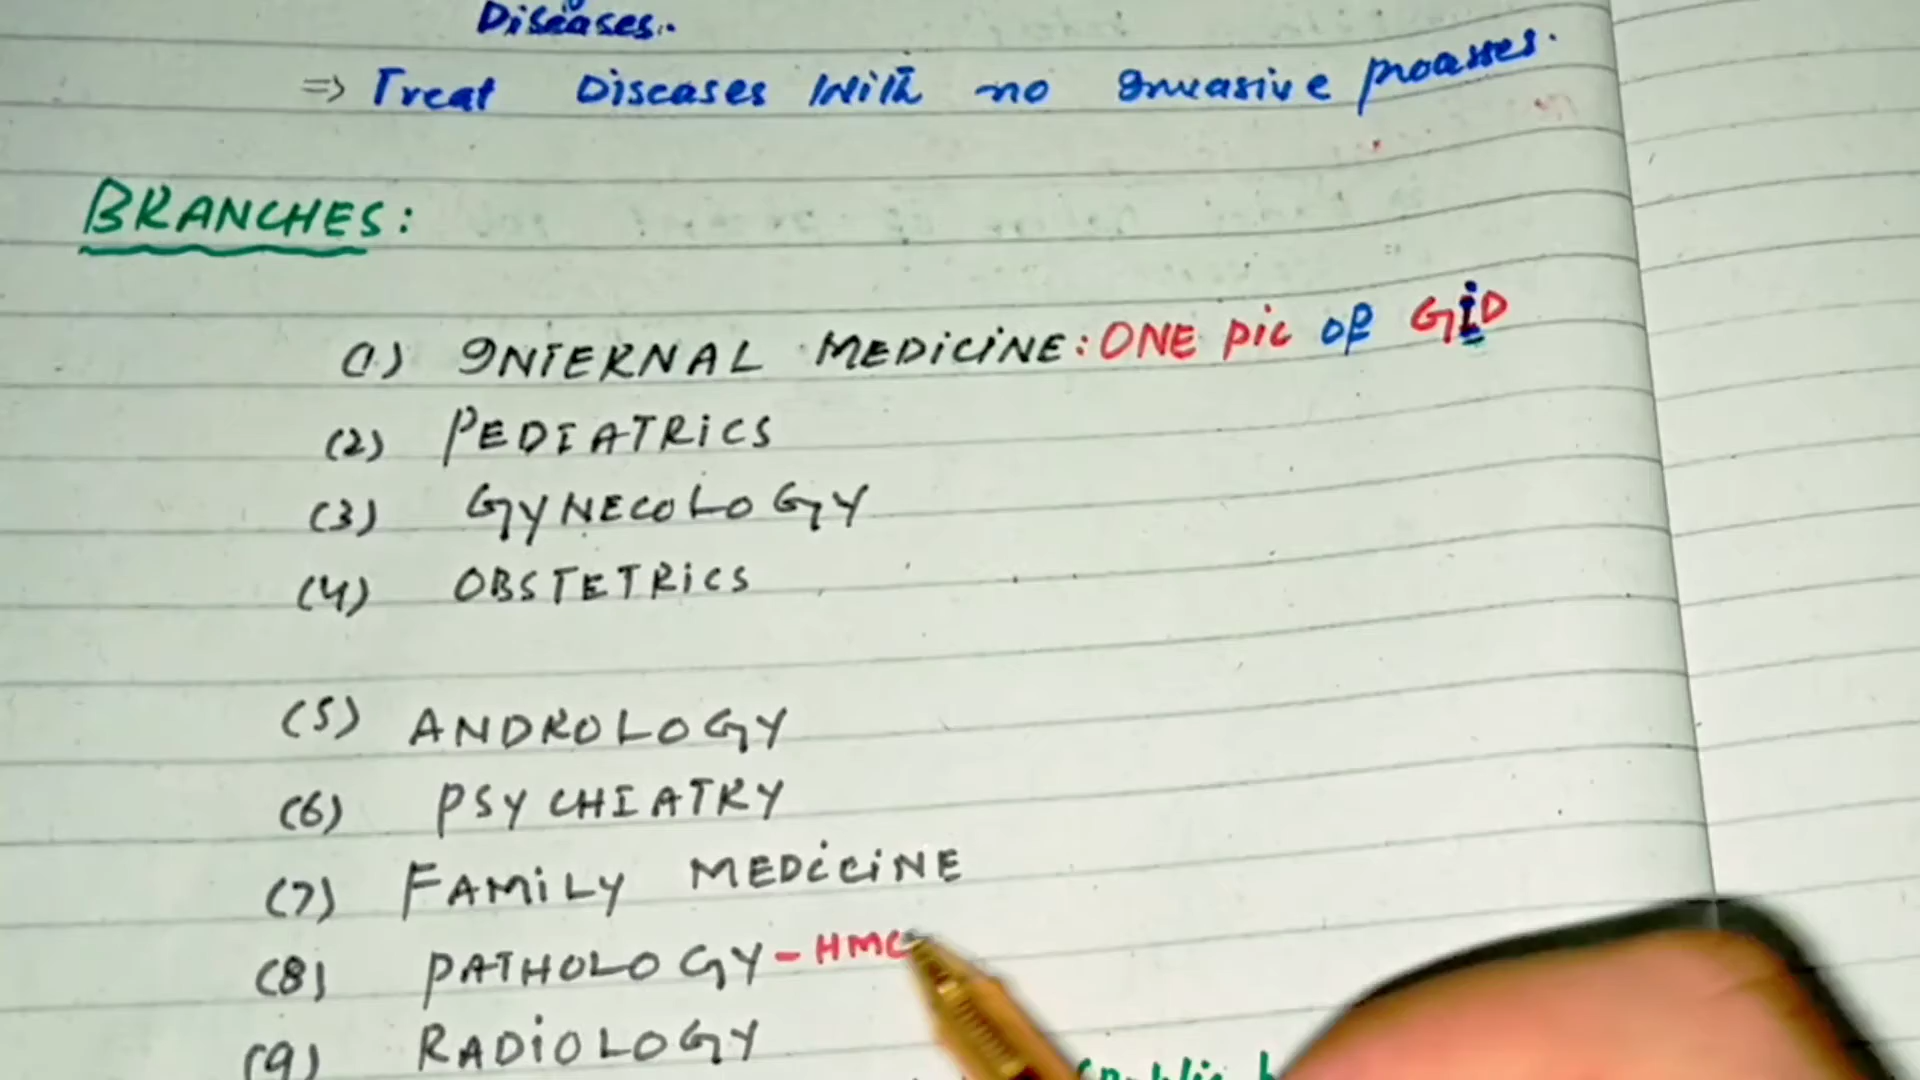 Diseases.
⇒ Treat Diseases With no Invasive proasses.
BRANCHES:
(1) INTERNAL MEDiCiNE: ONE PiC OF GiD
(2) PEDIATRiCS
(3) GYNECOLOGY
(4) OBSTETRiCS
(5) ANDROLOGY
(6) PSYCHIATRY
(7) FAMiLY MEDiCiNE
(8) PATHOLOGY - HMC
(9) RADiOLOGY